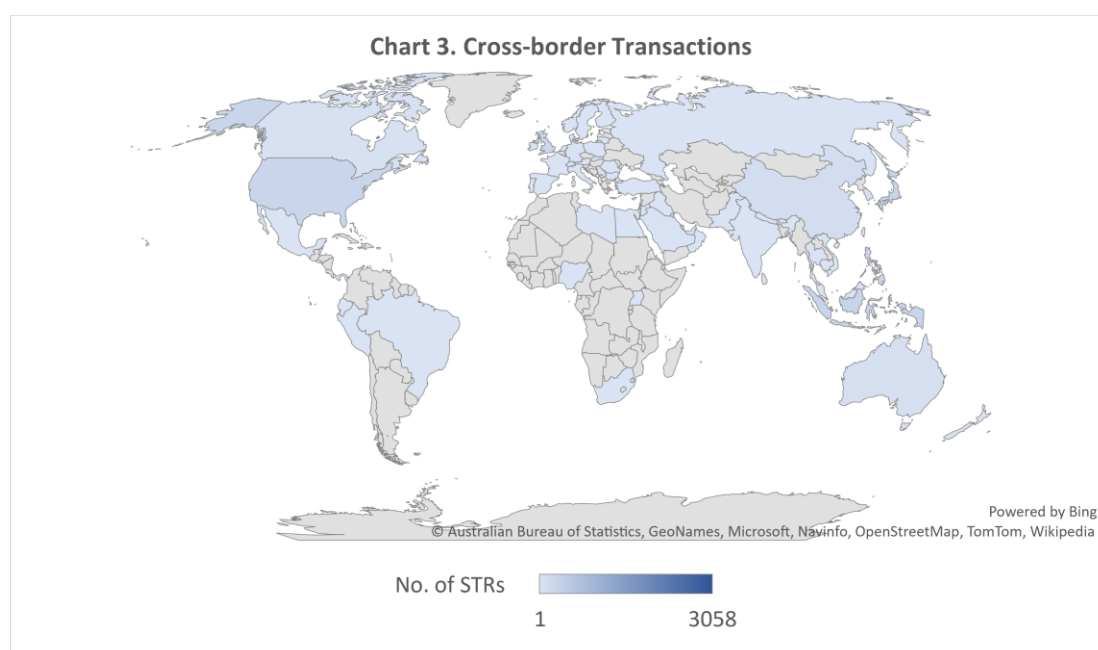 Chart 3. Cross-border Transactions
Powered by Bing
© Australian Bureau of Statistics, GeoNames, Microsoft, Navinfo, OpenStreetMap, TomTom, Wikipedia
No. of STRs
1 3058